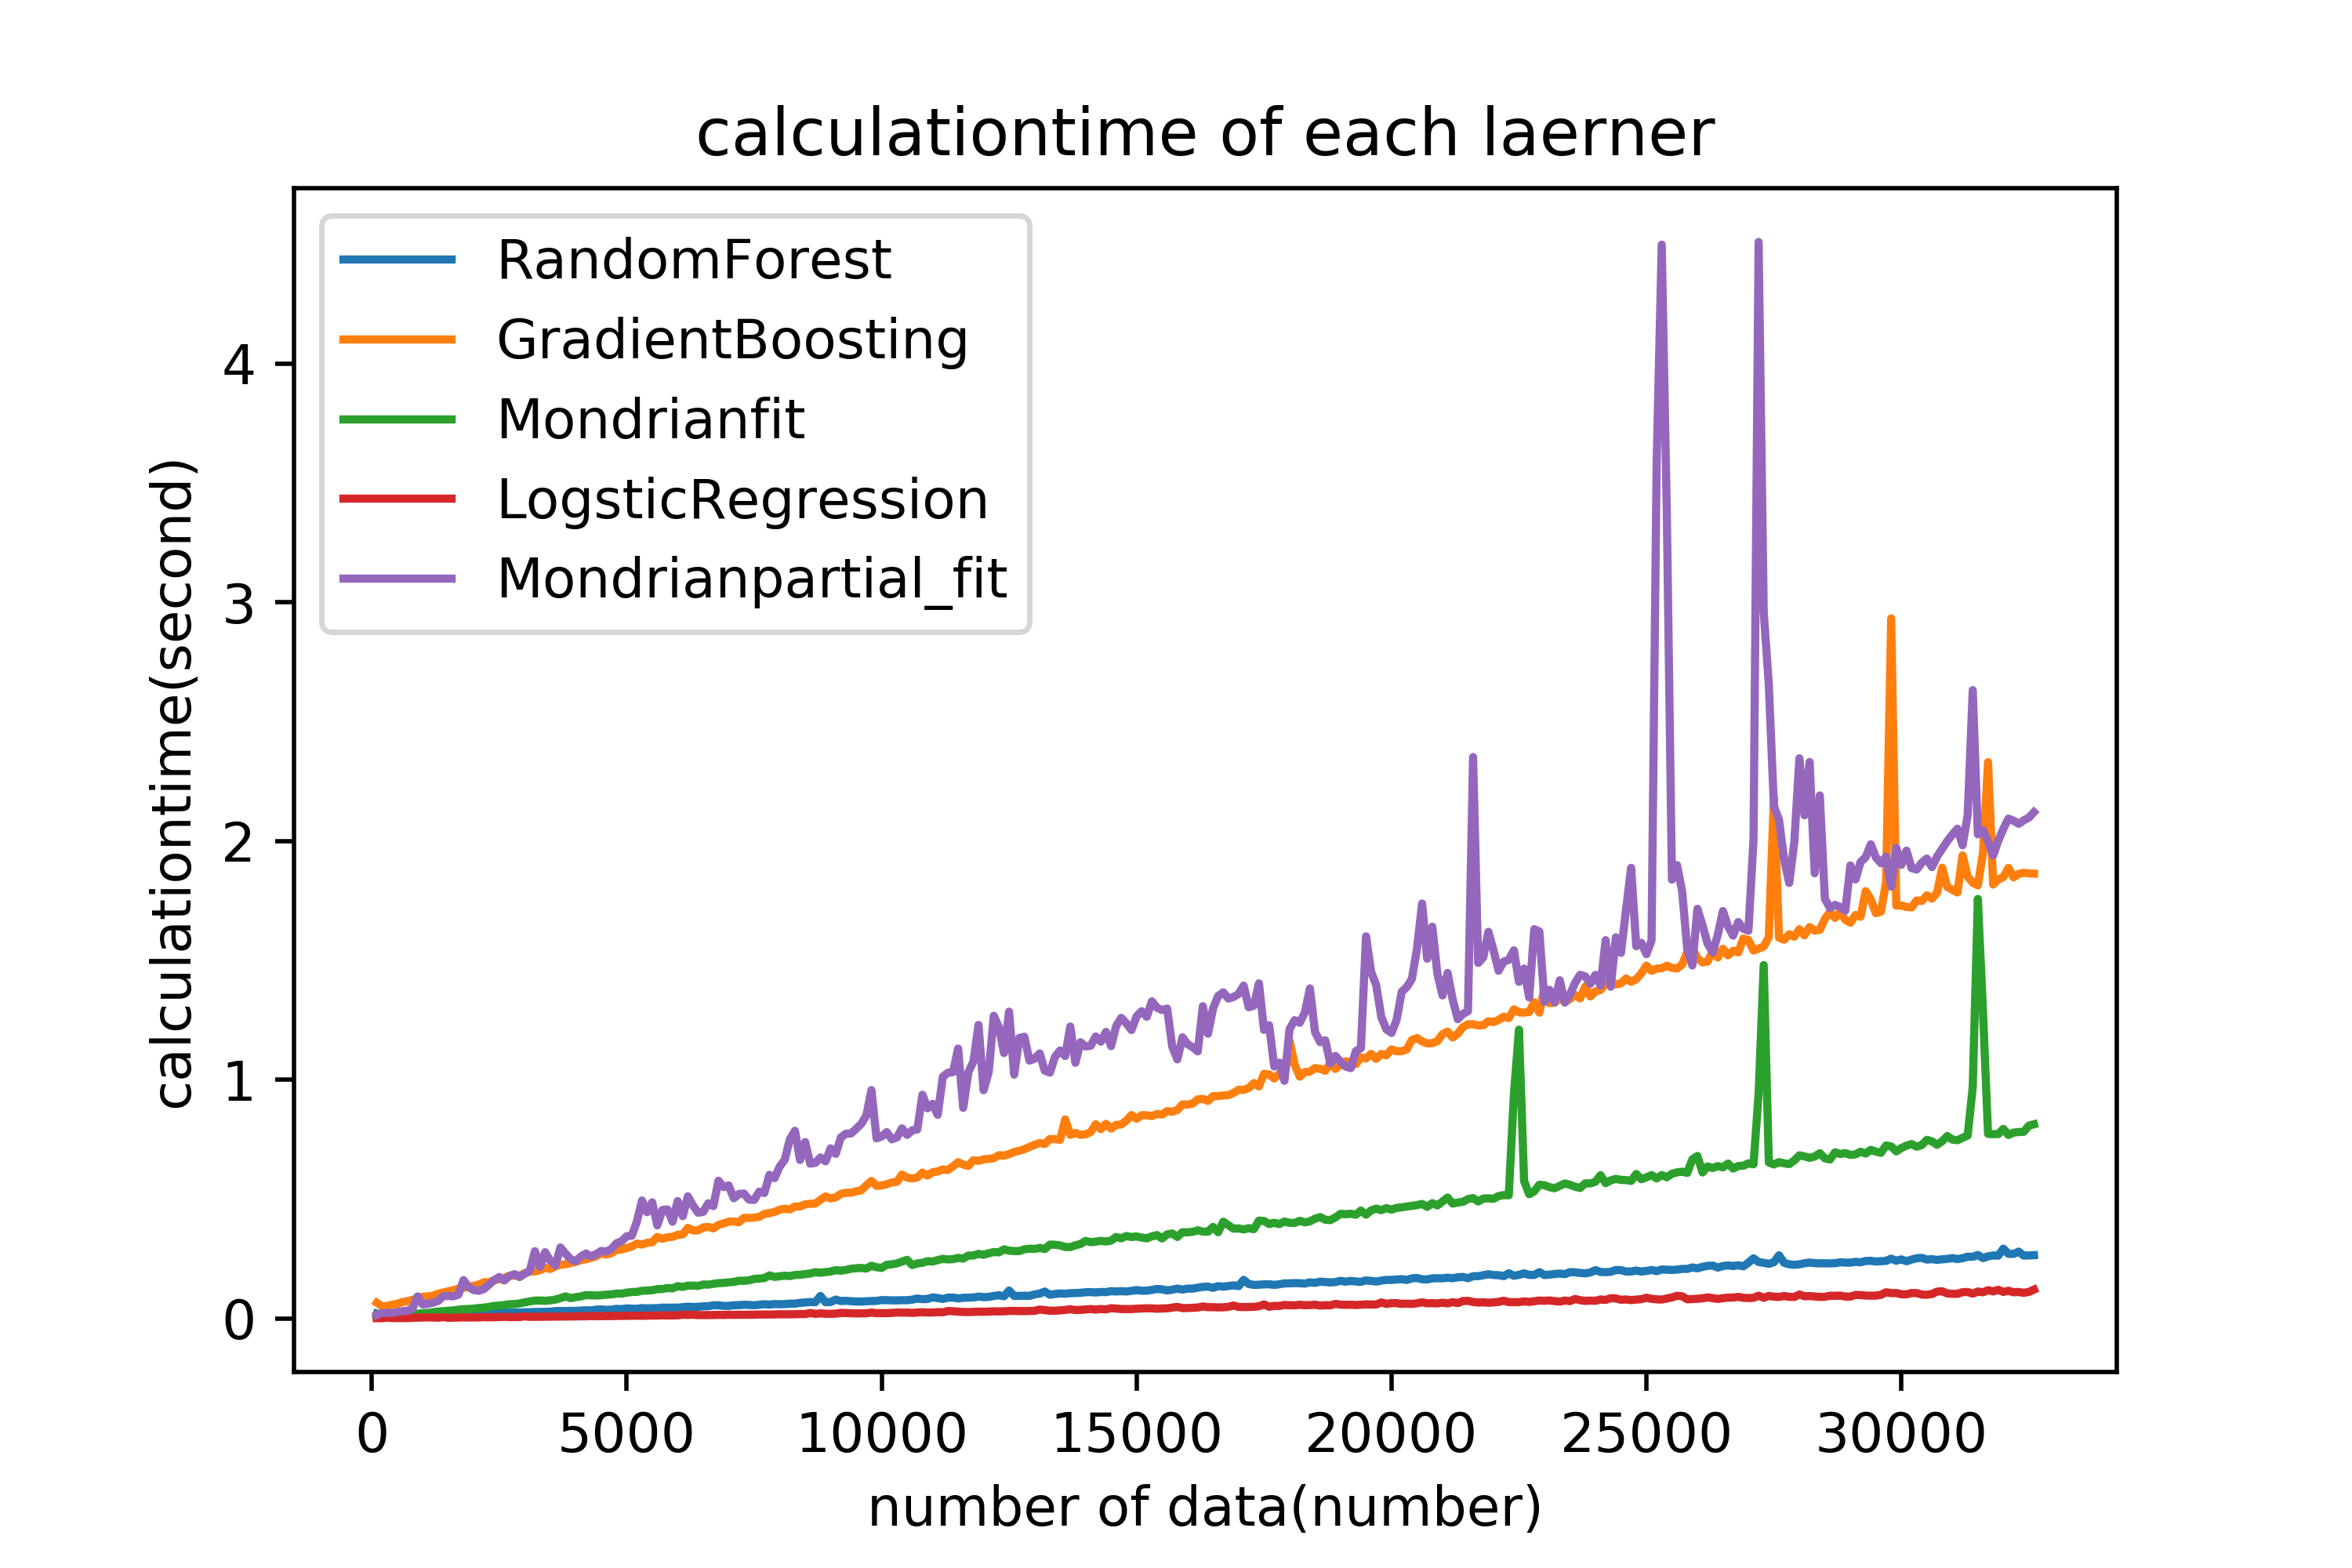 calculationtime of each laerner
RandomForest
GradientBoosting
Mondrianfit
LogsticRegression
Mondrianpartial_fit
calculationtime(second)
4
3
2
1
0
0 5000 10000 15000 20000 25000 30000
number of data(number)